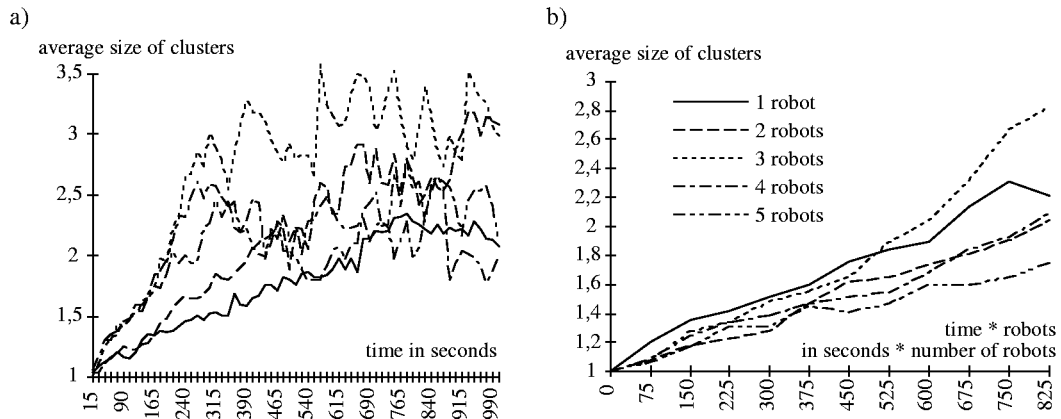 a)
average size of clusters
3,5
3
2,5
2
1,5
1
time in seconds
15 90 165 240 315 390 465 540 615 690 765 840 915 9990
b)
average size of clusters
3
2,8
2,6
2,4
2,2
2
1,8
1,6
1,4
1,2
1
1 robot
2 robots
3 robots
4 robots
5 robots
time * robots
in seconds * number of robots
0 75 150 225 300 375 450 525 600 675 750 825